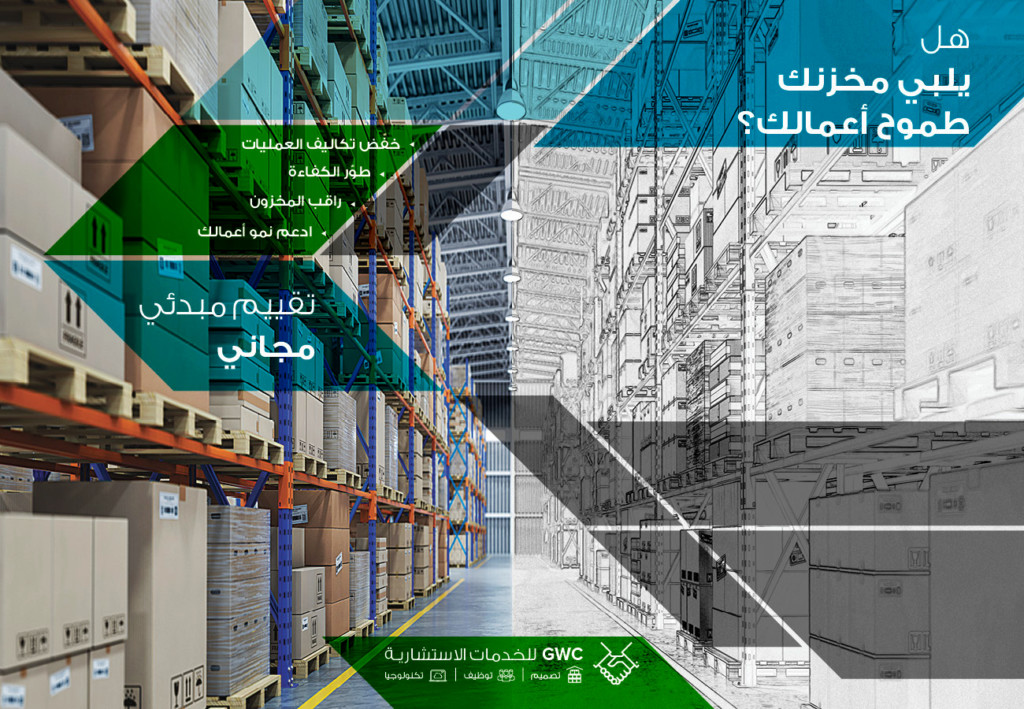 هل
يلبي مخزنك
طموح أعمالك؟
خفّض تكاليف العمليات
طوّر الكفاءة
راقب المخزون
ادعم نمو أعمالك
تقييم مبدئي
مجاني
GWC للخدمات الاستشارية
تصميم | توظيف | تكنولوجيا